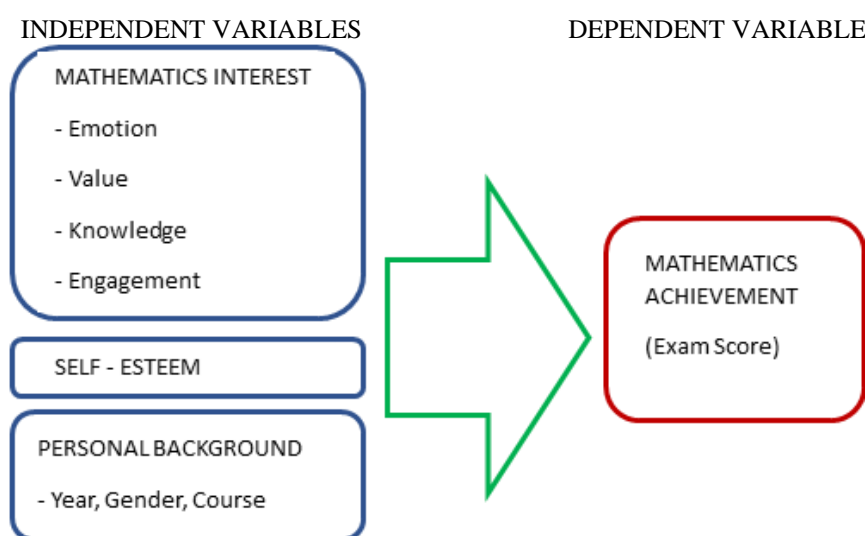 INDEPENDENT VARIABLES
DEPENDENT VARIABLE
MATHEMATICS INTEREST
- Emotion
- Value
- Knowledge
- Engagement
SELF - ESTEEM
PERSONAL BACKGROUND
- Year, Gender, Course
MATHEMATICS
ACHIEVEMENT
(Exam Score)